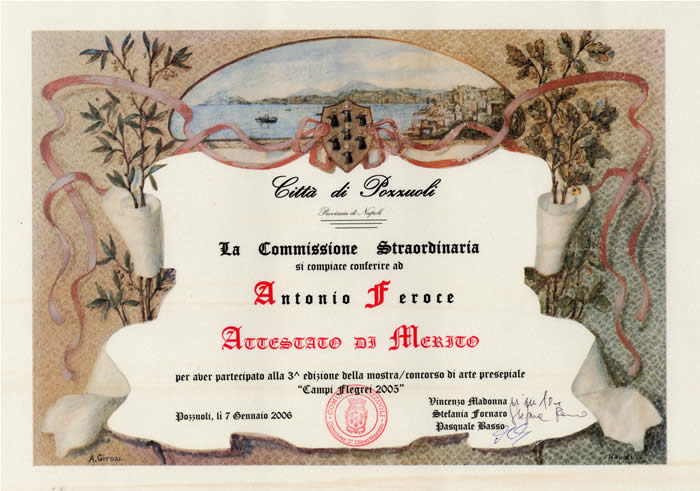 Città di Pozzuoli
Provincia di Napoli
La Commissione Straordinaria
si compiace conferire ad
Antonio Feroce
Attestato di Merito
per aver partecipato alla 3^ edizione della mostra/concorso di arte presepiale
"Campi Flegrei 2005"
Pozzuoli, li 7 Gennaio 2006
Vincenzo Madonna
Stefania Fornaro
Pasquale Basso
A. Girosi
Napoli